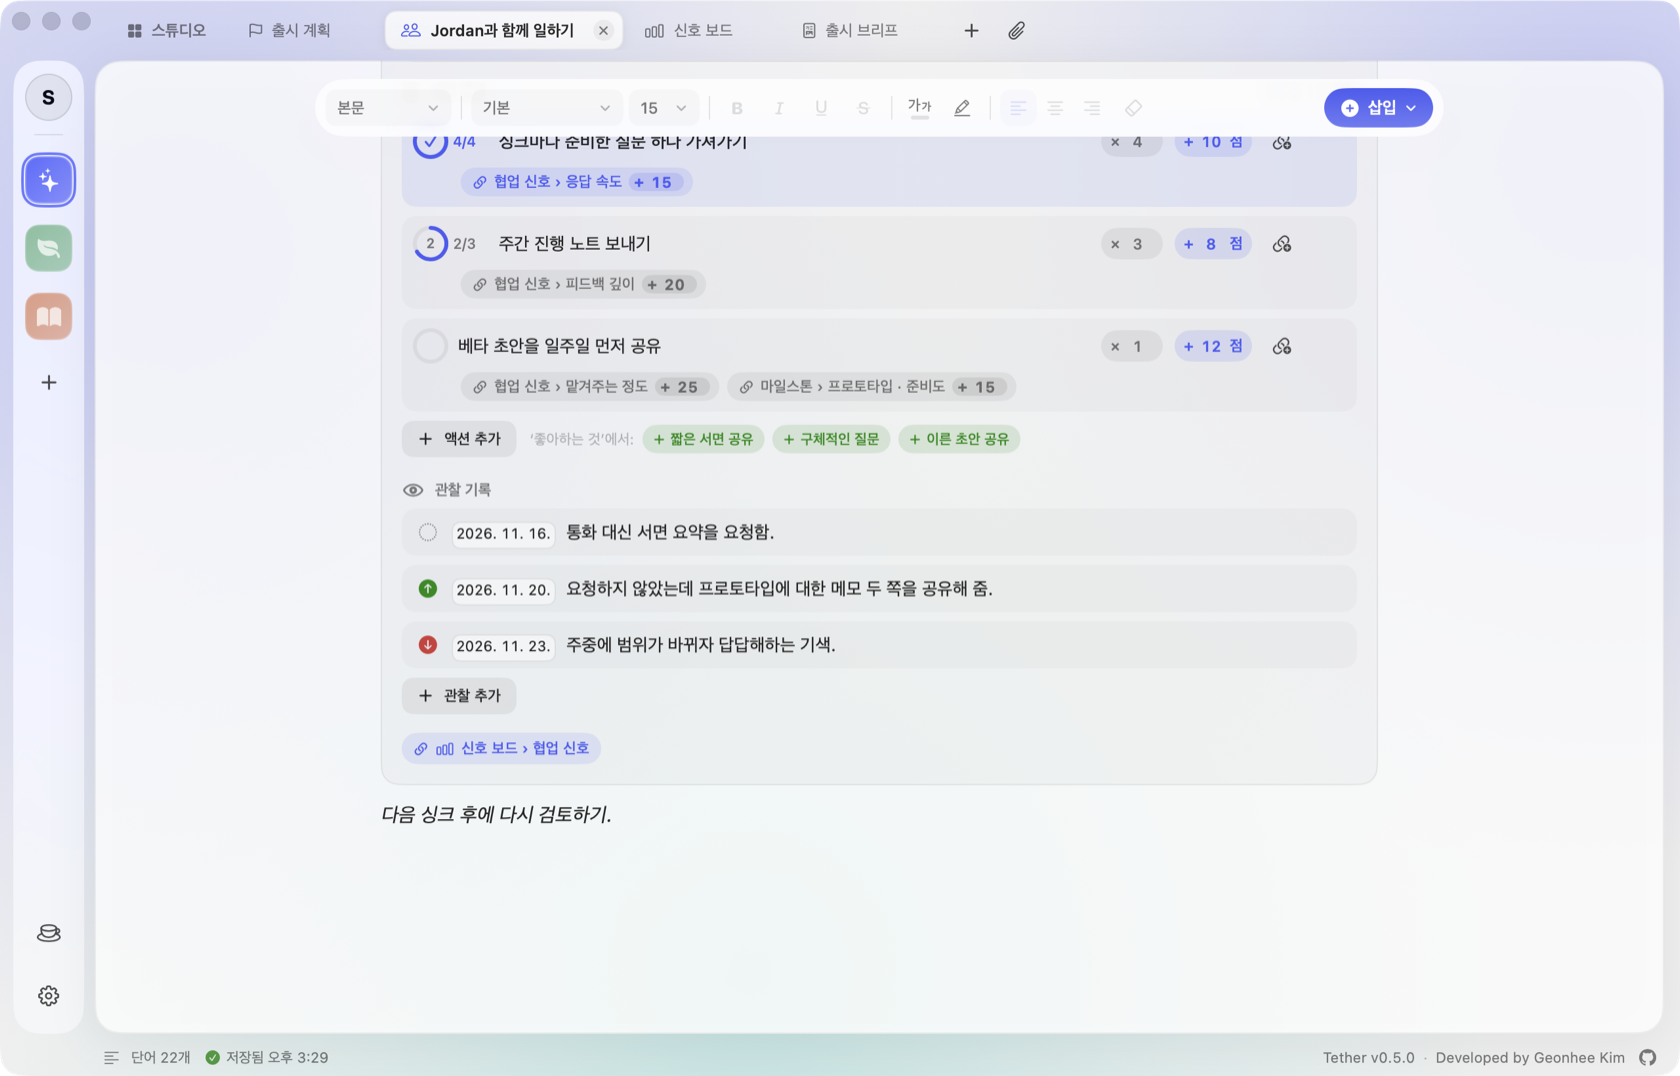 스튜디오
출시 계획
Jordan과 함께 일하기
신호 보드
출시 브리프
S
본문
기본
15
B I U S 가가
삽입
4/4 싱크마다 준비한 질문 하나 가져가기 × 4 + 10 점
협업 신호 › 응답 속도 + 15
2 2/3 주간 진행 노트 보내기 × 3 + 8 점
협업 신호 › 피드백 깊이 + 20
베타 초안을 일주일 먼저 공유 × 1 + 12 점
협업 신호 › 맡겨주는 정도 + 25 마일스톤 › 프로토타입 · 준비도 + 15
+ 액션 추가 '좋아하는 것'에서: + 짧은 서면 공유 + 구체적인 질문 + 이른 초안 공유
관찰 기록
2026. 11. 16. 통화 대신 서면 요약을 요청함.
2026. 11. 20. 요청하지 않았는데 프로토타입에 대한 메모 두 쪽을 공유해 줌.
2026. 11. 23. 주중에 범위가 바뀌자 답답해하는 기색.
+ 관찰 추가
신호 보드 › 협업 신호
다음 싱크 후에 다시 검토하기.
단어 22개 저장됨 오후 3:29
Tether v0.5.0 · Developed by Geonhee Kim